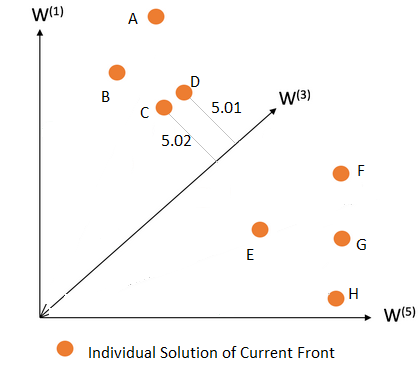 W(1)
A
B
D
C
5.01
W(3)
5.02
F
E
G
H
W(5)
Individual Solution of Current Front